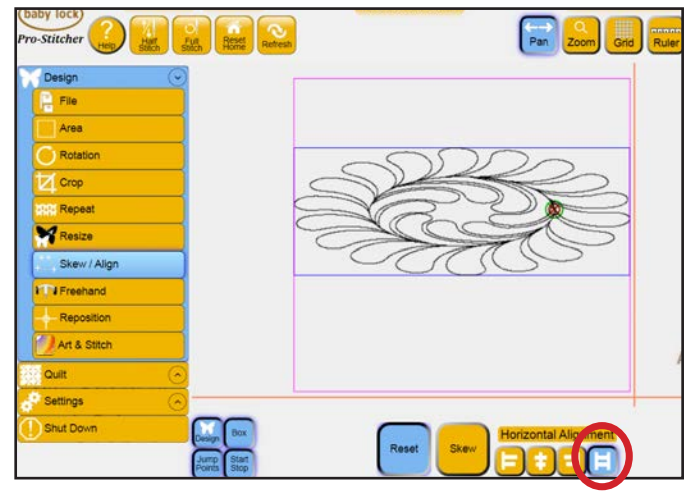 baby lock
Pro-Stitcher
Help
Half Stitch
Full Stitch
Reset Home
Refresh
Pan
Zoom
Grid
Ruler
Design
File
Area
Rotation
Crop
Repeat
Resize
Skew / Align
Freehand
Reposition
Art & Stitch
Quilt
Settings
Shut Down
Design
Box
Jump Points
Start Stop
Reset
Skew
Horizontal Alignment